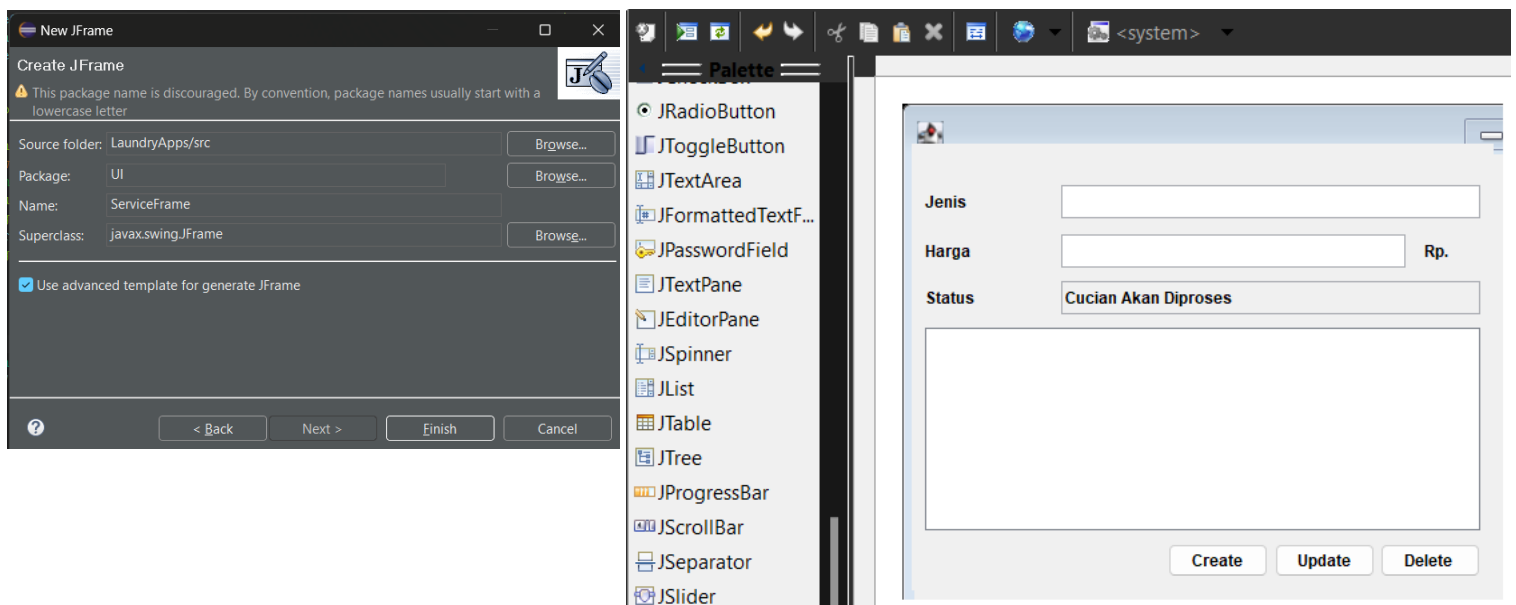 New JFrame
Create JFrame
This package name is discouraged. By convention, package names usually start with a
lowercase letter
Source folder: LaundryApps/src Browse...
Package: UI Browse...
Name: ServiceFrame
Superclass: javax.swing.JFrame Browse...
Use advanced template for generate JFrame
< Back Next > Finish Cancel
<system>
Palette
JRadioButton
JToggleButton
JTextArea
JFormattedTextF...
JPasswordField
JTextPane
JEditorPane
JSpinner
JList
JTable
JTree
JProgressBar
JScrollBar
JSeparator
JSlider
Jenis
Harga Rp.
Status Cucian Akan Diproses
Create Update Delete